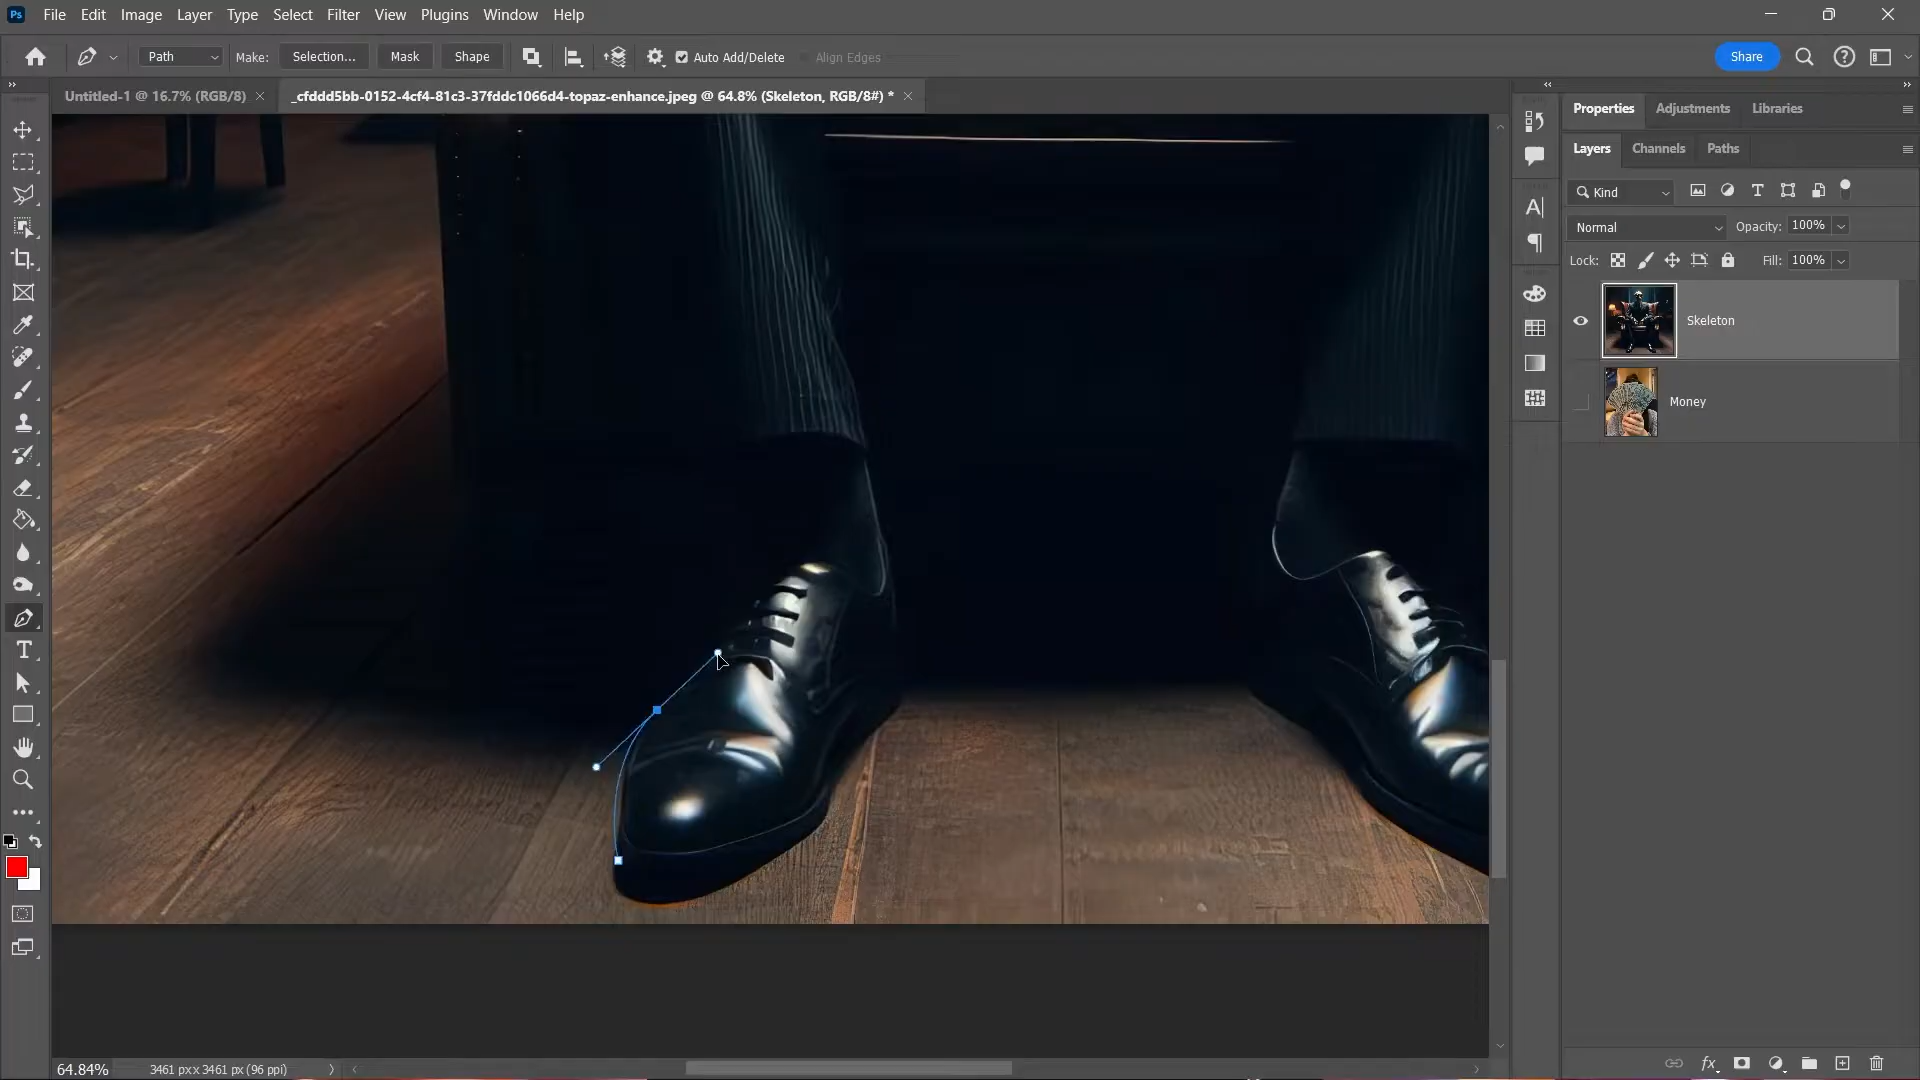 Ps File Edit Image Layer Type Select Filter View Plugins Window Help
Path Make: Selection... Mask Shape Auto Add/Delete Align Edges Share
Untitled-1 @ 16.7% (RGB/8) × _cfddd5bb-0152-4cf4-81c3-37fddc1066d4-topaz-enhance.jpeg @ 64.8% (Skeleton, RGB/8#) * ×
Properties Adjustments Libraries
Layers Channels Paths
Kind
Normal Opacity: 100%
Lock: Fill: 100%
Skeleton
Money
64.84% 3461 px x 3461 px (96 ppi)